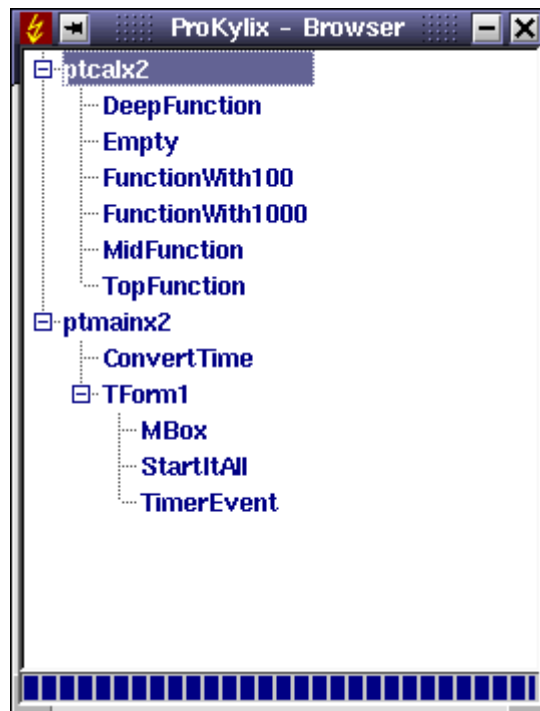 ProKylix - Browser
ptcalx2
DeepFunction
Empty
FunctionWith100
FunctionWith1000
MidFunction
TopFunction
ptmainx2
ConvertTime
TForm1
MBox
StartItAll
TimerEvent